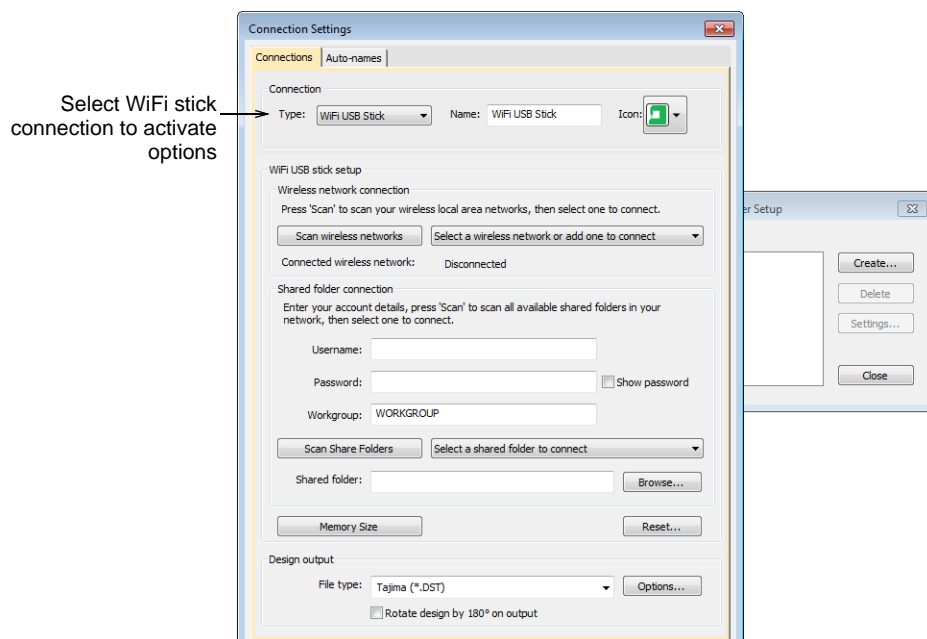 Connection Settings
Connections Auto-names
Connection
Select WiFi stick
connection to activate
options
Type: WiFi USB Stick Name: WiFi USB Stick Icon:
WiFi USB stick setup
Wireless network connection
Press 'Scan' to scan your wireless local area networks, then select one to connect.
Scan wireless networks Select a wireless network or add one to connect
Connected wireless network: Disconnected
Shared folder connection
Enter your account details, press 'Scan' to scan all available shared folders in your
network, then select one to connect.
Username:
Password: Show password
Workgroup: WORKGROUP
Scan Share Folders Select a shared folder to connect
Shared folder: Browse...
Memory Size Reset...
Design output
File type: Tajima (*.DST) Options...
Rotate design by 180° on output
er Setup
Create...
Delete
Settings...
Close